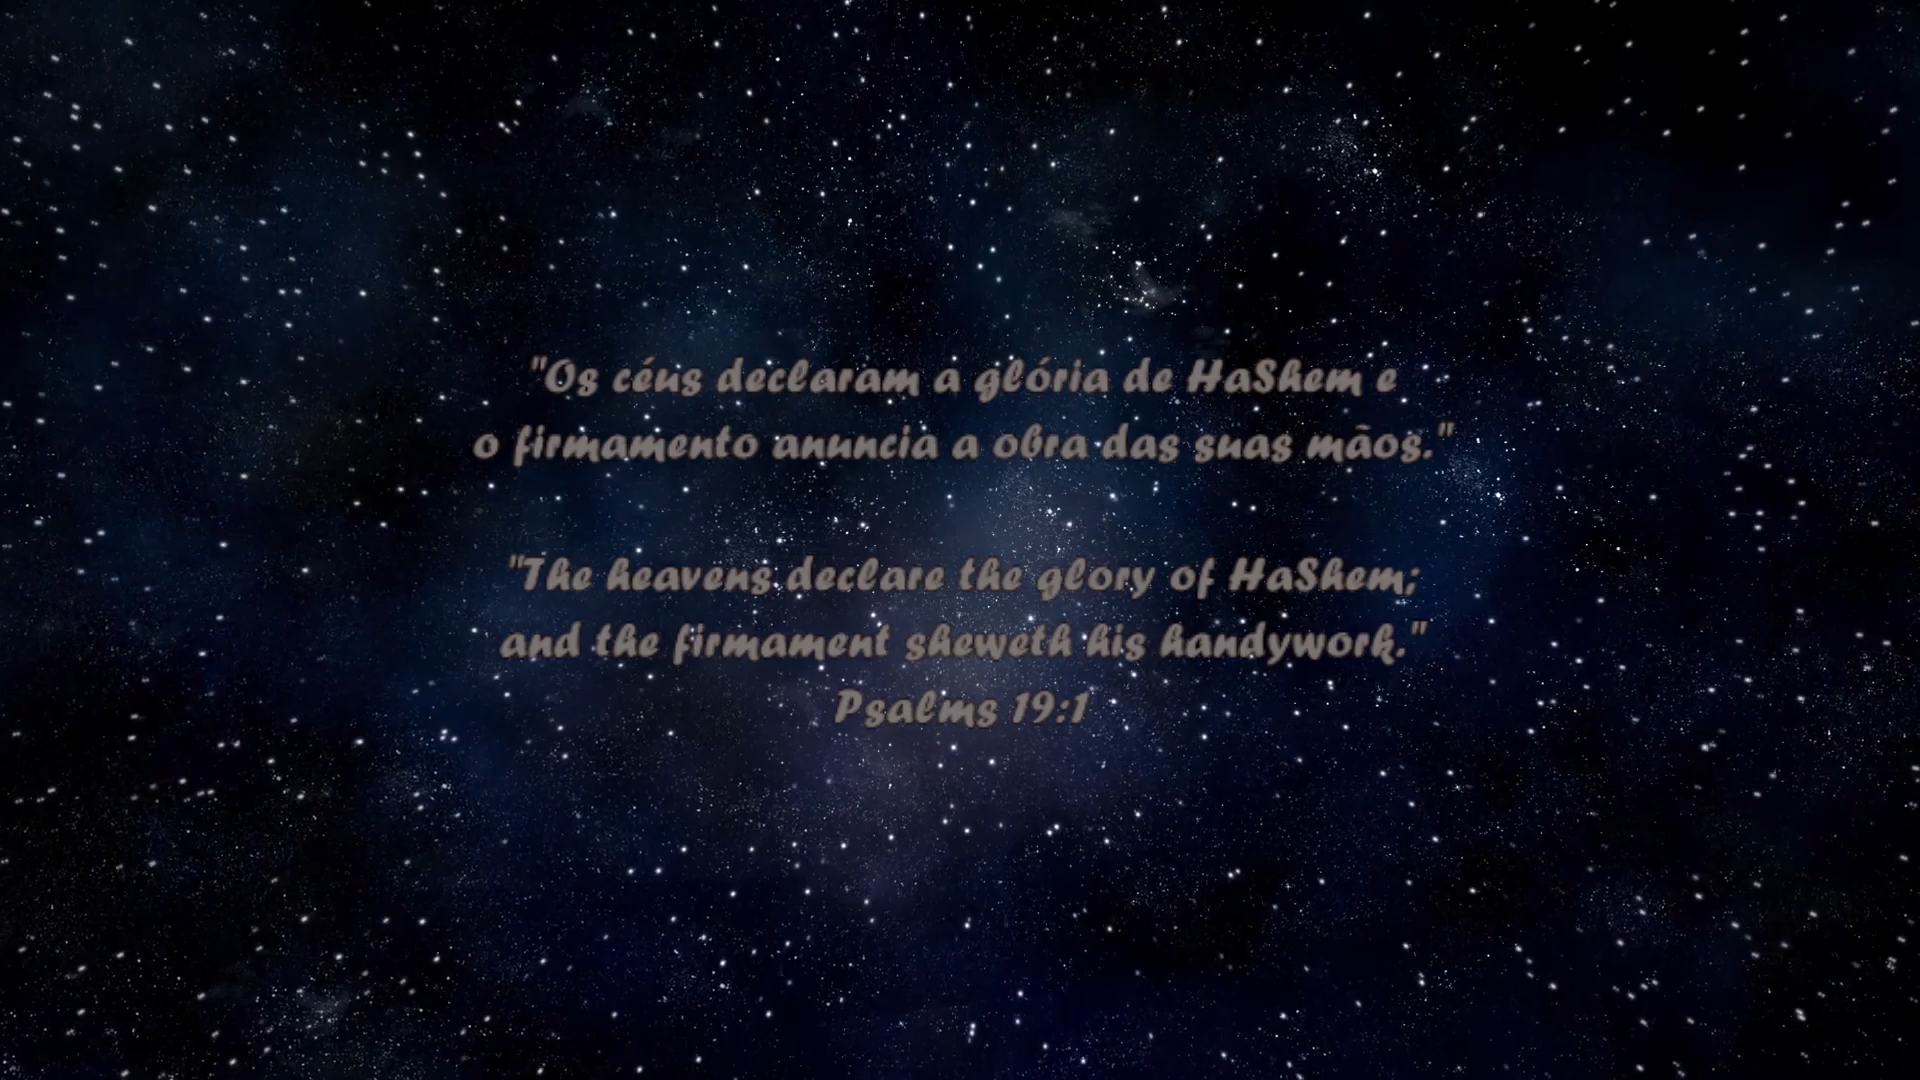 "Os céus declaram a glória de HaShem e
o firmamento anuncia a obra das suas mãos."
"The heavens declare the glory of HaShem;
and the firmament sheweth his handywork."
Psalms 19:1